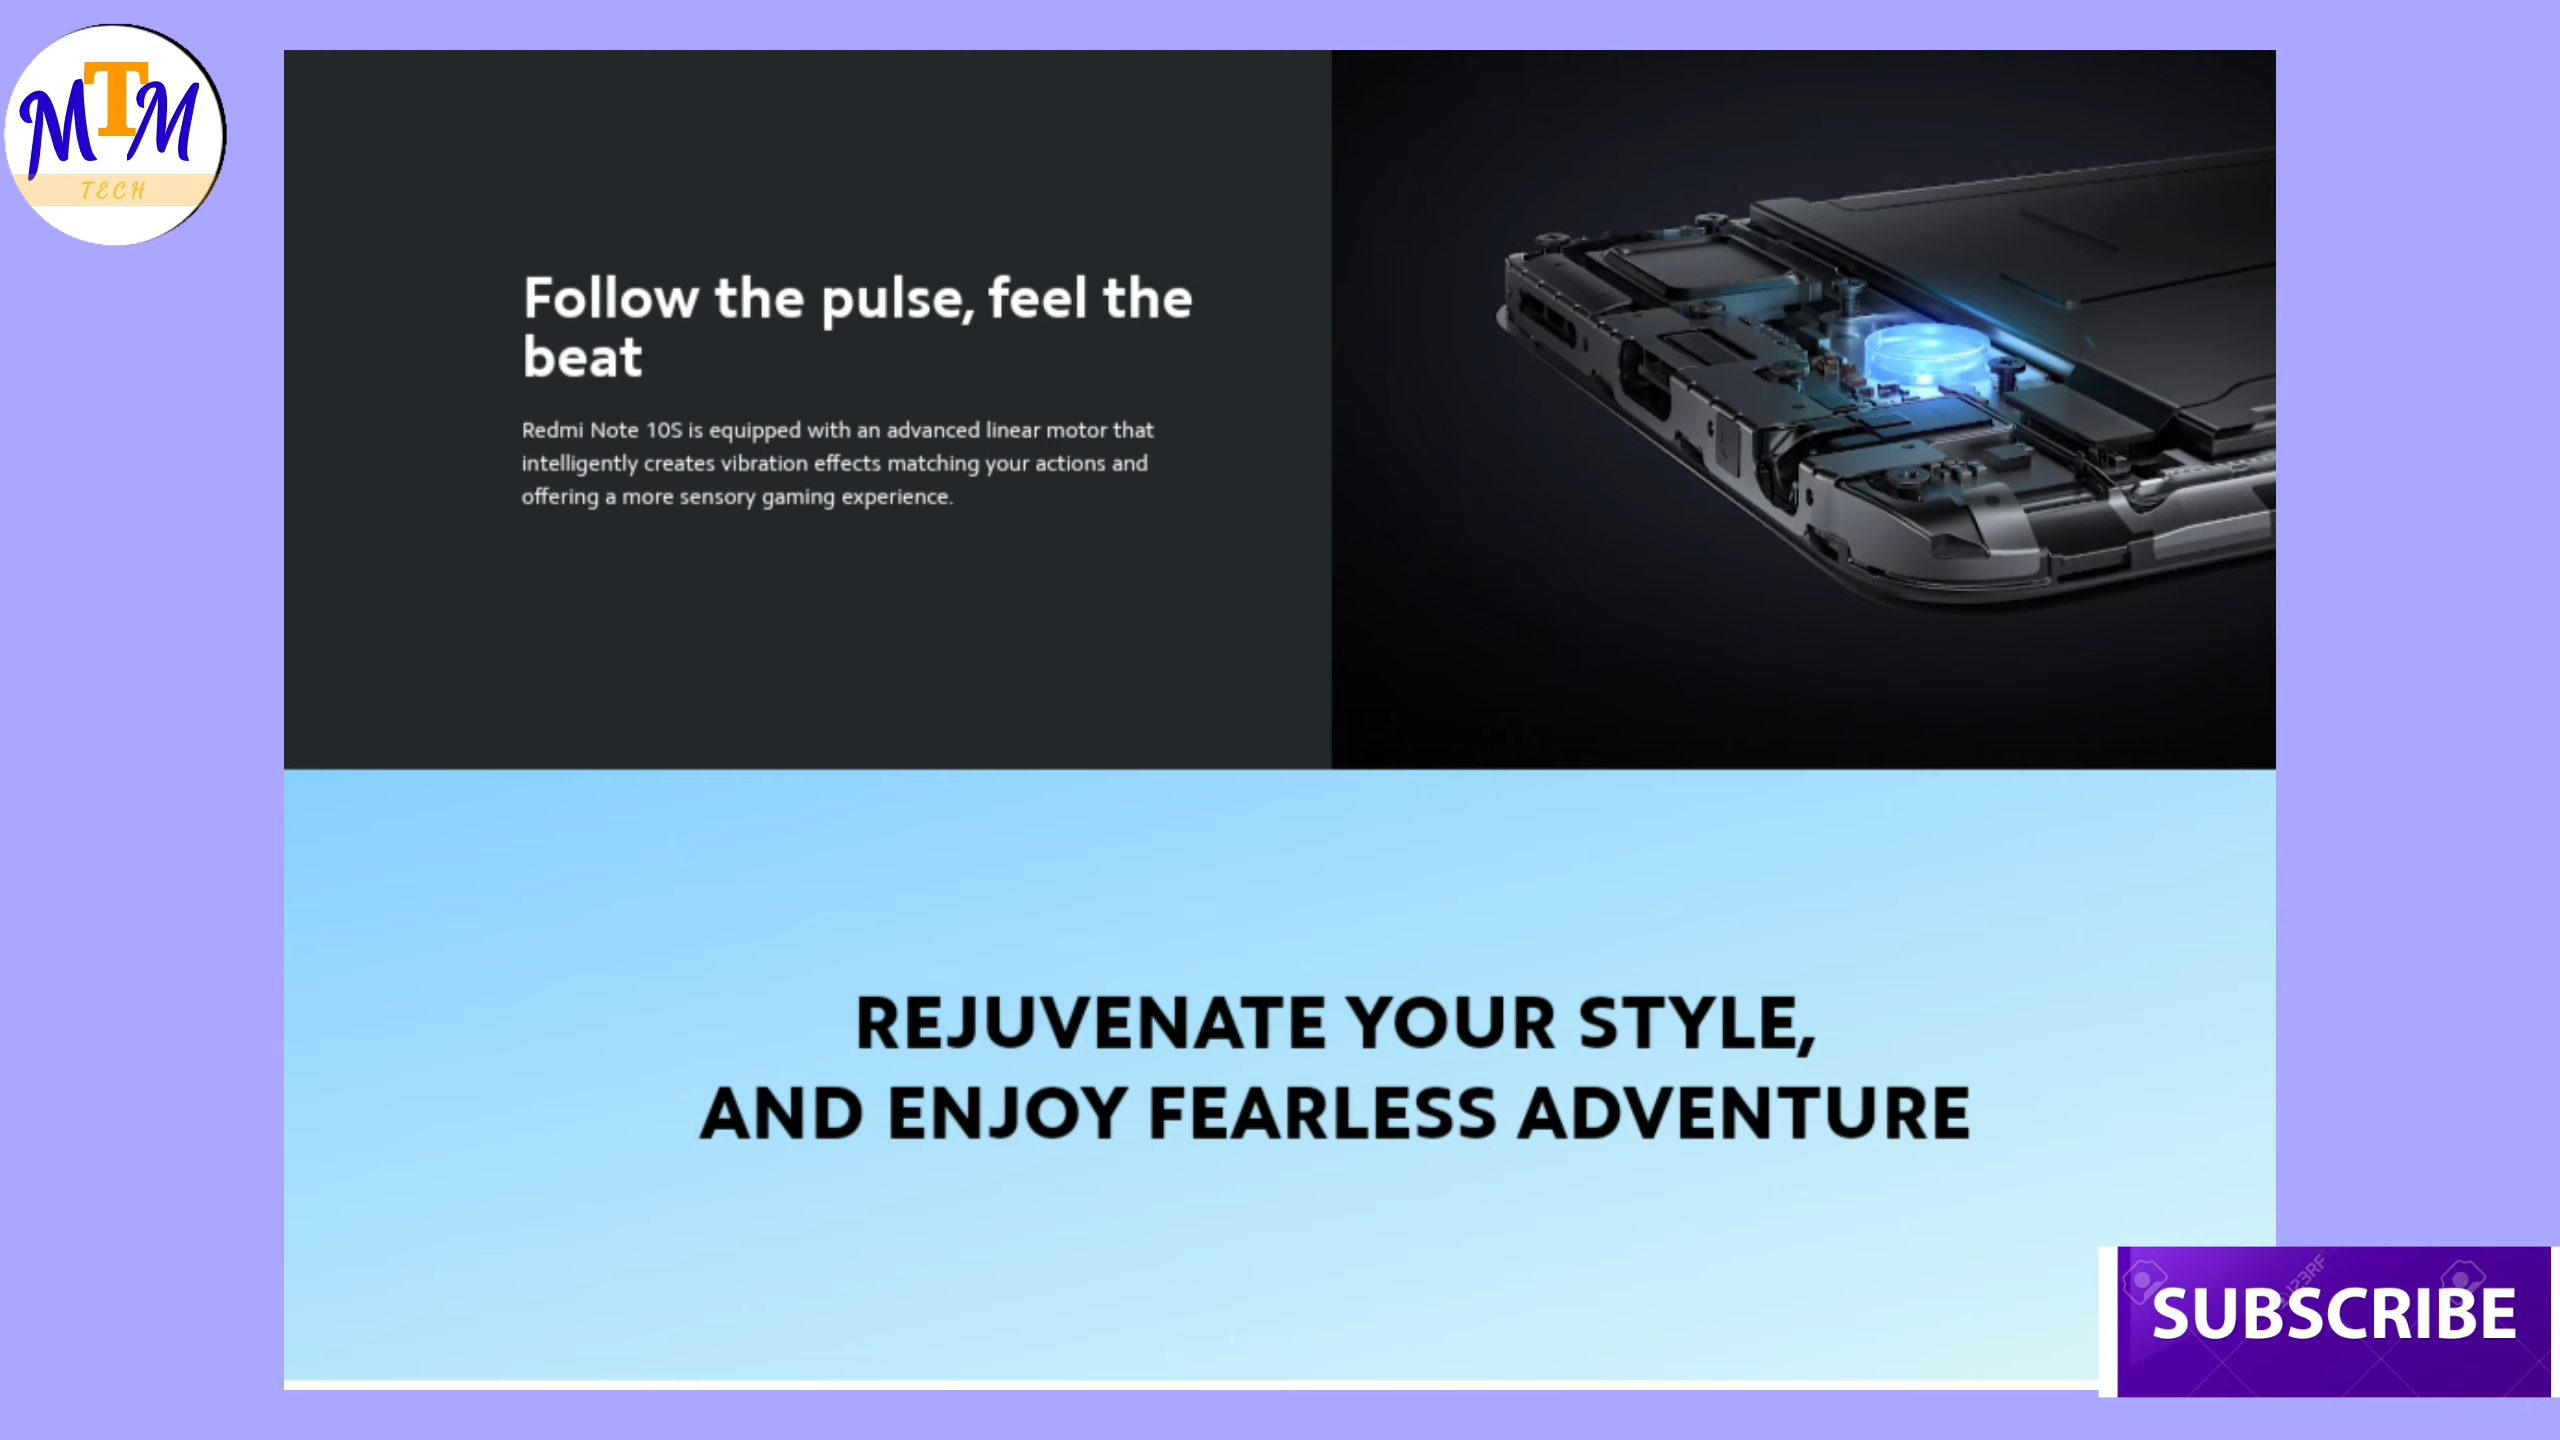 MTM
TECH
Follow the pulse, feel the
beat
Redmi Note 10S is equipped with an advanced linear motor that
intelligently creates vibration effects matching your actions and
offering a more sensory gaming experience.
REJUVENATE YOUR STYLE,
AND ENJOY FEARLESS ADVENTURE
123RF
SUBSCRIBE